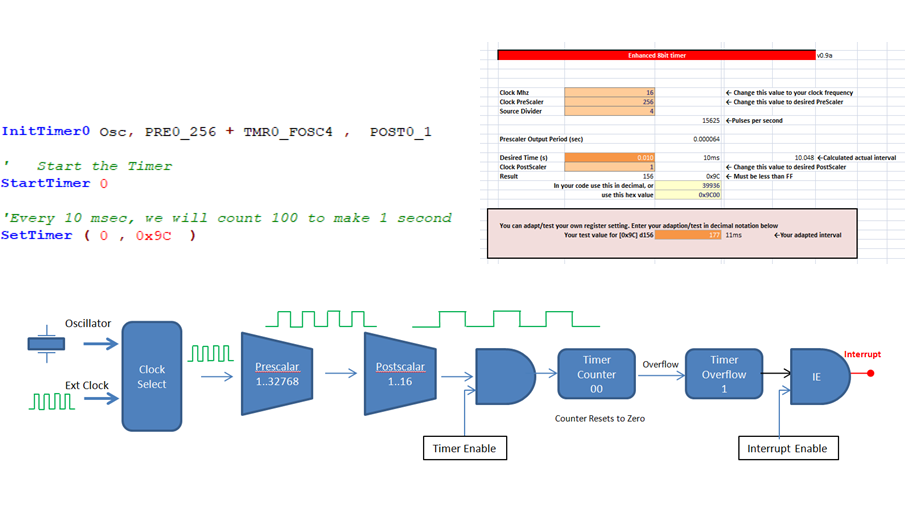 InitTimer0 Osc, PRE0_256 + TMR0_FOSC4 , POST0_1
' Start the Timer
StartTimer 0
'Every 10 msec, we will count 100 to make 1 second
SetTimer ( 0 , 0x9C )
Enhanced 8bit timer v0.9a
Clock Mhz 16 ← Change this value to your clock frequency
Clock PreScaler 256 ← Change this value to desired PreScaler
Source Divider 4
15625 ←Pulses per second
Prescaler Output Period (sec) 0.000064
Desired Time (s) 0.010 10ms 10.048 ←Calculated actual interval
Clock PostScaler 1 ← Change this value to desired PostScaler
Result 156 0x9C ← Must be less than FF
In your code use this in decimal, or 39936
use this hex value 0x9C00
You can adapt/test your own register setting. Enter your adaption/test in decimal notation below
Your test value for [0x9C] d156 177 11ms ←Your adapted interval
Oscillator
Ext Clock
Clock
Select
Prescalar
1..32768
Postscalar
1..16
Timer Enable
Timer
Counter
00
Counter Resets to Zero
Overflow
Timer
Overflow
1
IE
Interrupt
Interrupt Enable